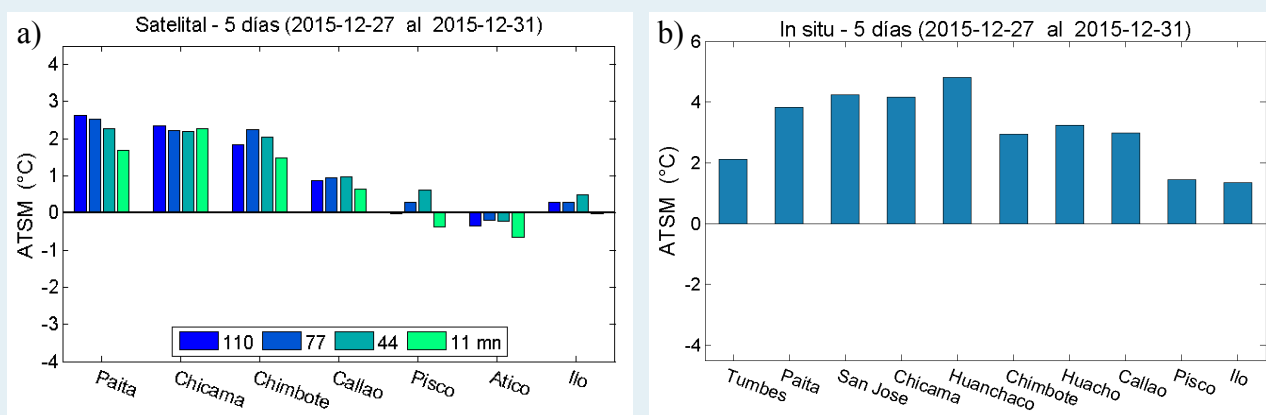 a)
Satelital - 5 días (2015-12-27 al 2015-12-31)
ATSM (°C)
4
3
2
1
0
-1
-2
-3
-4
110 77 44 11 mn
Paita Chicama Chimbote Callao Pisco Atico Ilo
b)
In situ - 5 días (2015-12-27 al 2015-12-31)
ATSM (°C)
6
4
2
0
-2
-4
Tumbes Paita San Jose Chicama Huanchaco Chimbote Huacho Callao Pisco Ilo